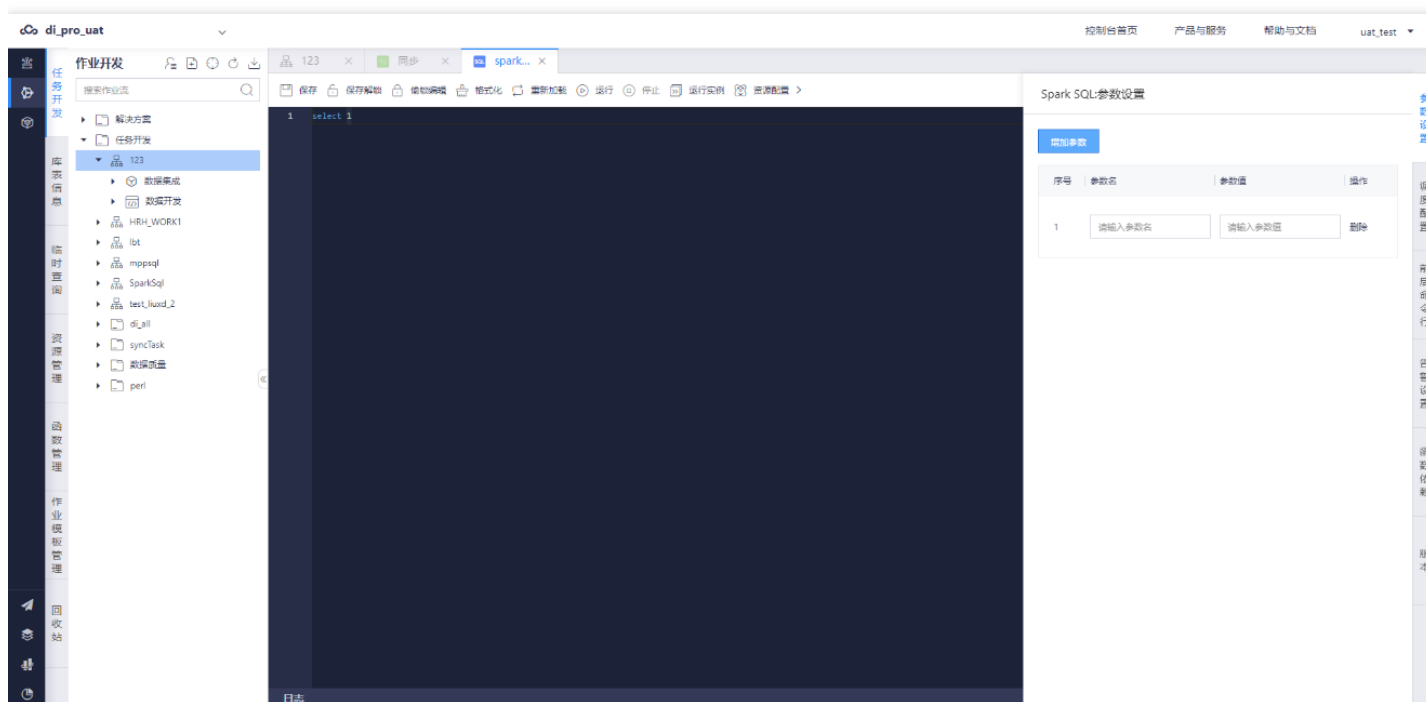 di_pro_uat
控制台首页 产品与服务 帮助与文档 uat_test
任务开发
库表信息
临时查询
资源管理
函数管理
作业模板管理
回收站
作业开发
搜索作业流
解决方案
任务开发
123
数据集成
数据开发
HRH_WORK1
lbt
mppsql
SparkSql
test_liuxd_2
di_all
syncTask
数据质量
perl
123 同步 spark...
保存 保存解锁 偷锁编辑 格式化 重新加载 运行 停止 运行实例 资源配置
1 select 1
日志
Spark SQL:参数设置
增加参数
序号 参数名 参数值 操作
1 请输入参数名 请输入参数值 删除
参数设置